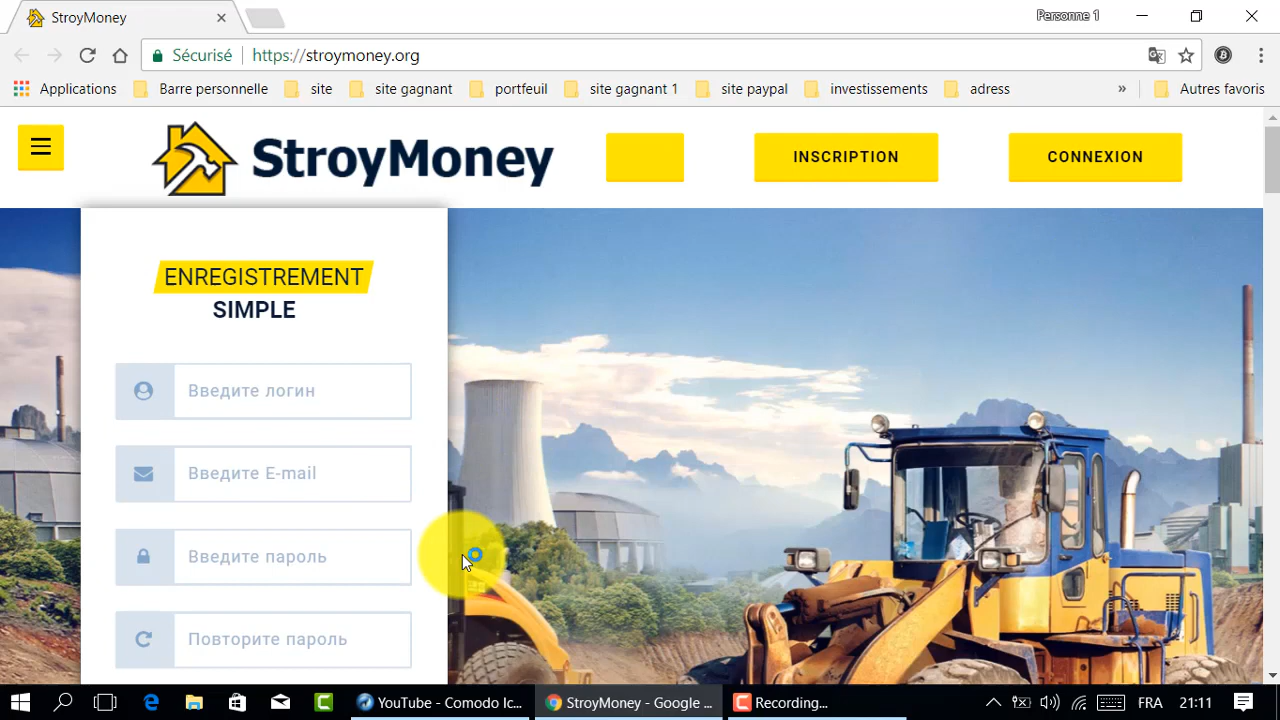 StroyMoney
Personne 1
Sécurisé
https://stroymoney.org
Applications
Barre personnelle
site
site gagnant
portfeuil
site gagnant 1
site paypal
investissements
adress
»
Autres favoris
StroyMoney
INSCRIPTION
CONNEXION
ENREGISTREMENT
SIMPLE
Введите логин
Введите E-mail
Введите пароль
Повторите пароль
YouTube - Comodo Ic...
StroyMoney - Google ...
Recording...
FRA
21:11